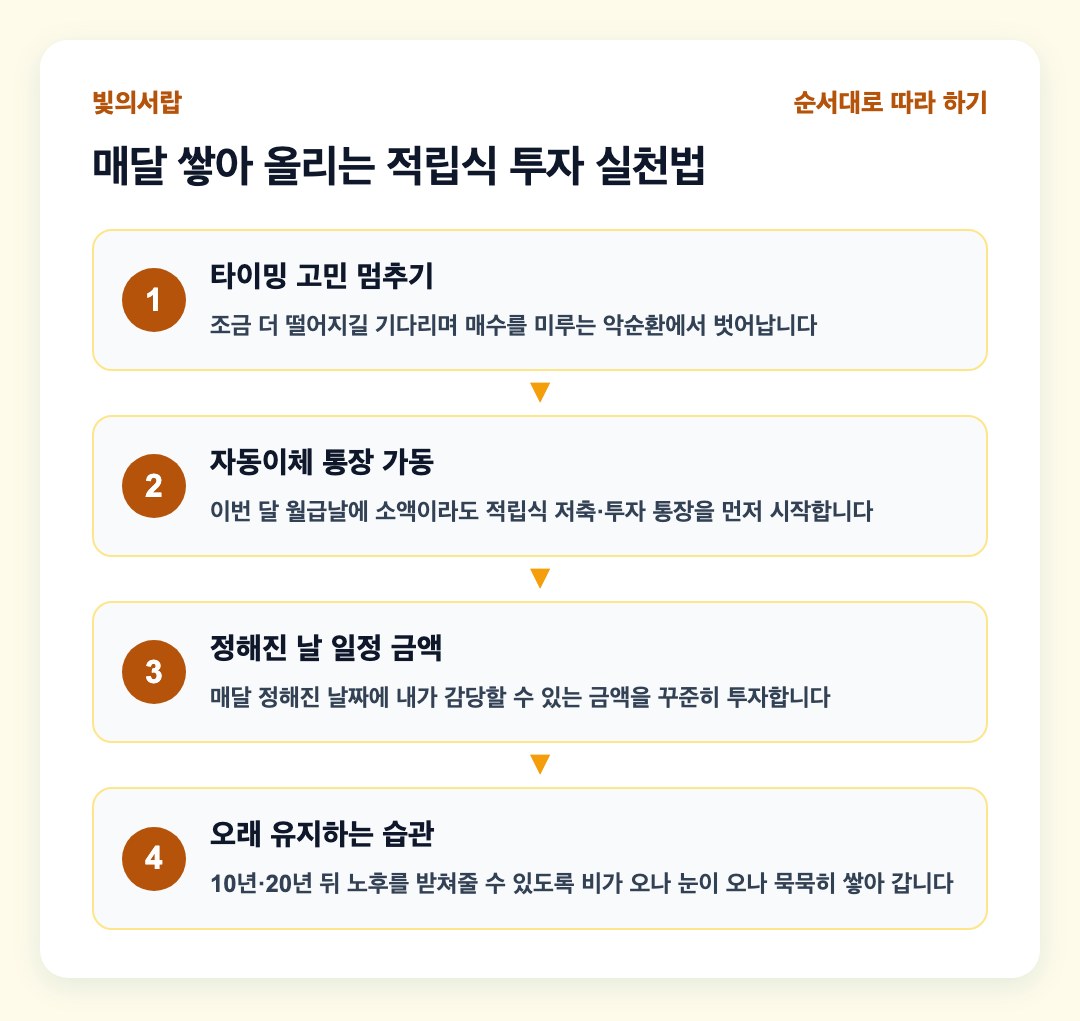 빛의서랍
순서대로 따라 하기
매달 쌓아 올리는 적립식 투자 실천법
1
타이밍 고민 멈추기
조금 더 떨어지길 기다리며 매수를 미루는 악순환에서 벗어납니다
▼
2
자동이체 통장 가동
이번 달 월급날에 소액이라도 적립식 저축·투자 통장을 먼저 시작합니다
▼
3
정해진 날 일정 금액
매달 정해진 날짜에 내가 감당할 수 있는 금액을 꾸준히 투자합니다
▼
4
오래 유지하는 습관
10년·20년 뒤 노후를 받쳐줄 수 있도록 비가 오나 눈이 오나 묵묵히 쌓아 갑니다